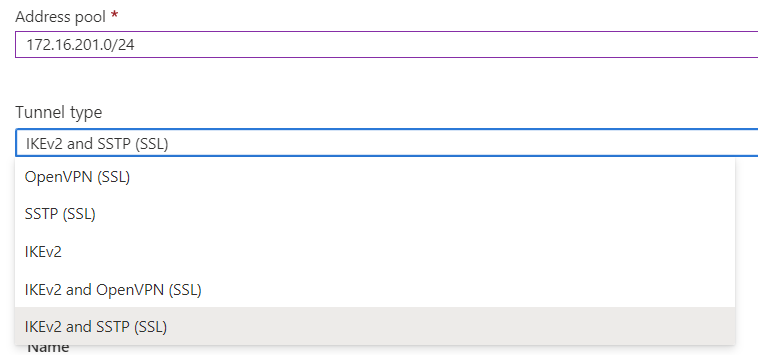 Address pool *
172.16.201.0/24
Tunnel type
IKEv2 and SSTP (SSL)
OpenVPN (SSL)
SSTP (SSL)
IKEv2
IKEv2 and OpenVPN (SSL)
IKEv2 and SSTP (SSL)
Name